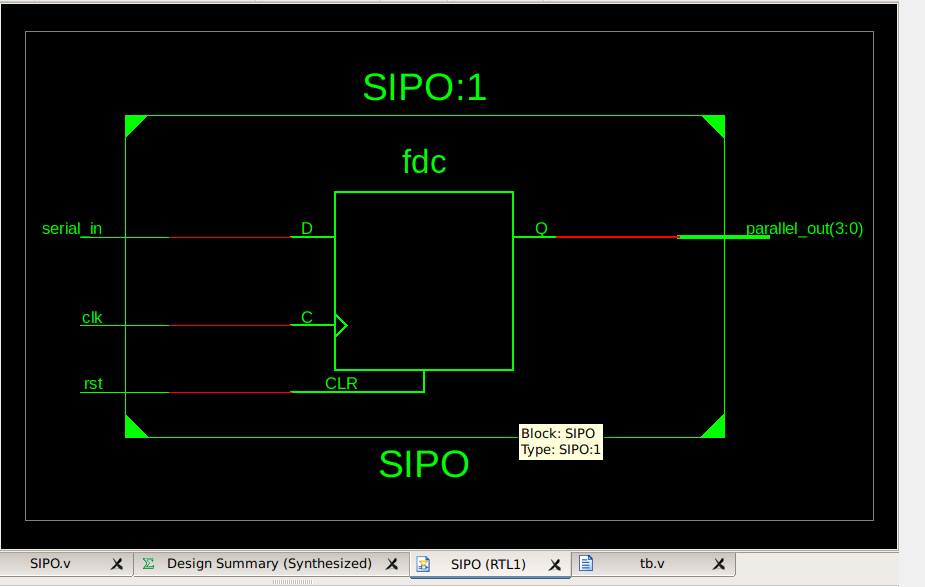 SIPO:1
fdc
serial_in
D
Q
parallel_out(3:0)
clk
C
rst
CLR
Block: SIPO
Type: SIPO:1
SIPO
SIPO.v
Design Summary (Synthesized)
SIPO (RTL1)
tb.v